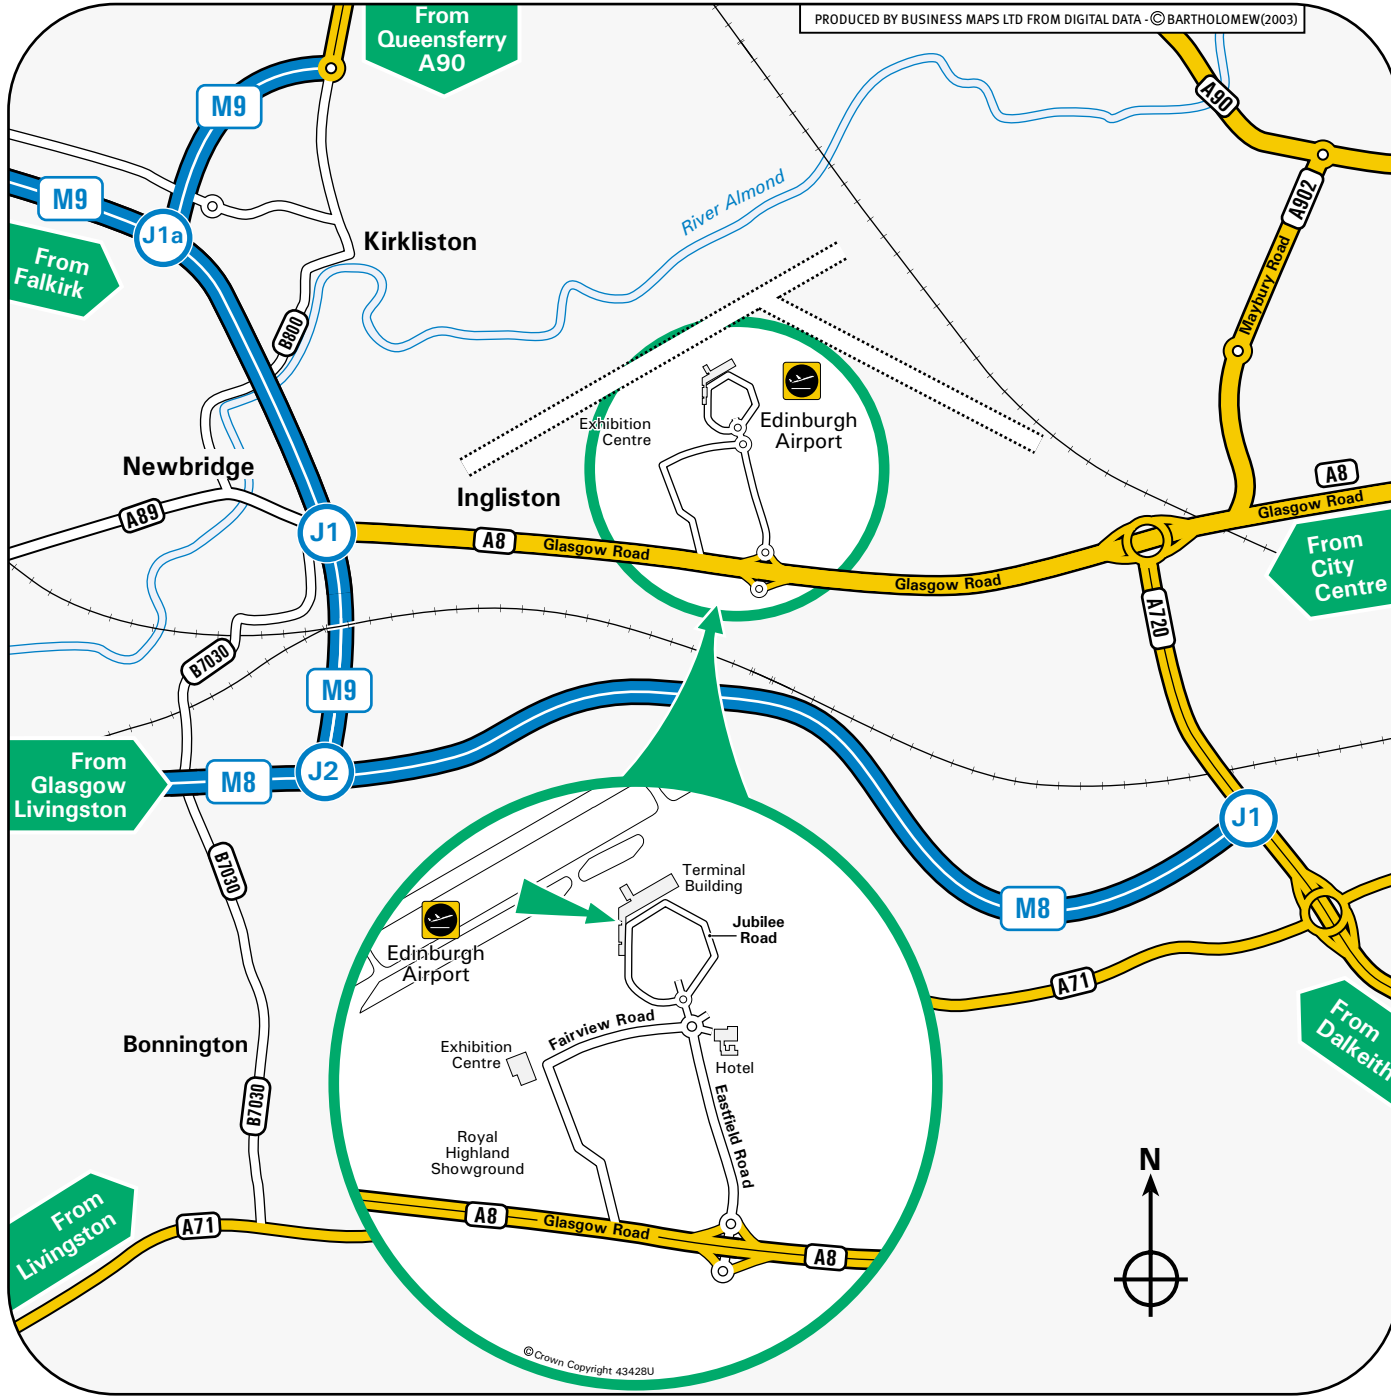 From
Queensferry
A90
PRODUCED BY BUSINESS MAPS LTD FROM DIGITAL DATA - © BARTHOLOMEW(2003)
M9
A90
M9
A902
River Almond
J1a
Kirkliston
From
Falkirk
Maybury Road
B800
Edinburgh
Airport
Exhibition
Centre
Newbridge
Ingliston
A8
Glasgow Road
A89
J1
A8
Glasgow Road
Glasgow Road
From
City
Centre
A720
B7030
M9
From
Glasgow
Livingston
M8
J2
J1
B7030
M8
Terminal
Building
Jubilee
Road
Edinburgh
Airport
A71
From
Dalkeith
Fairview Road
Bonnington
Exhibition
Centre
Hotel
Eastfield Road
B7030
Royal
Highland
Showground
N
From
Livingston
A71
A8
Glasgow Road
A8
© Crown Copyright 43428U